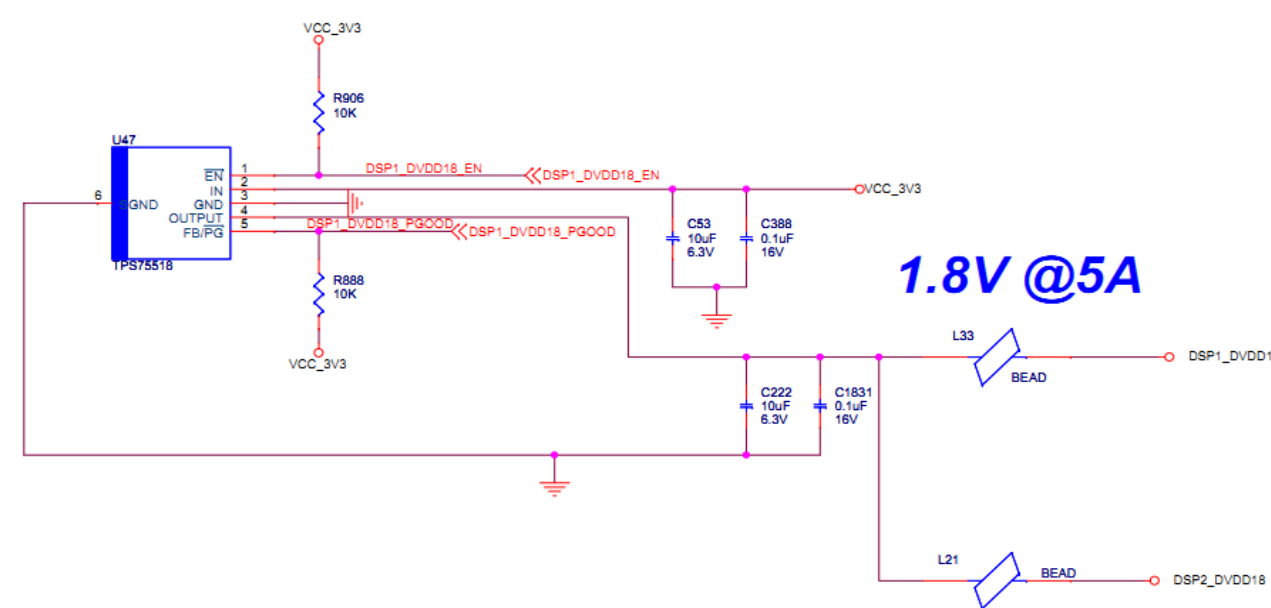 VCC_3V3
R906
10K
U47
EN 1
DSP1_DVDD18_EN
DSP1_DVDD18_EN
IN 2
VCC_3V3
6 SGND
GND 3
OUTPUT 4
FB/PG 5
DSP1_DVDD18_PGOOD
DSP1_DVDD18_PGOOD
TPS75518
C53
10uF
6.3V
C388
0.1uF
16V
R888
10K
VCC_3V3
1.8V @5A
L33
BEAD
DSP1_DVDD1
C222
10uF
6.3V
C1831
0.1uF
16V
L21
BEAD
DSP2_DVDD18